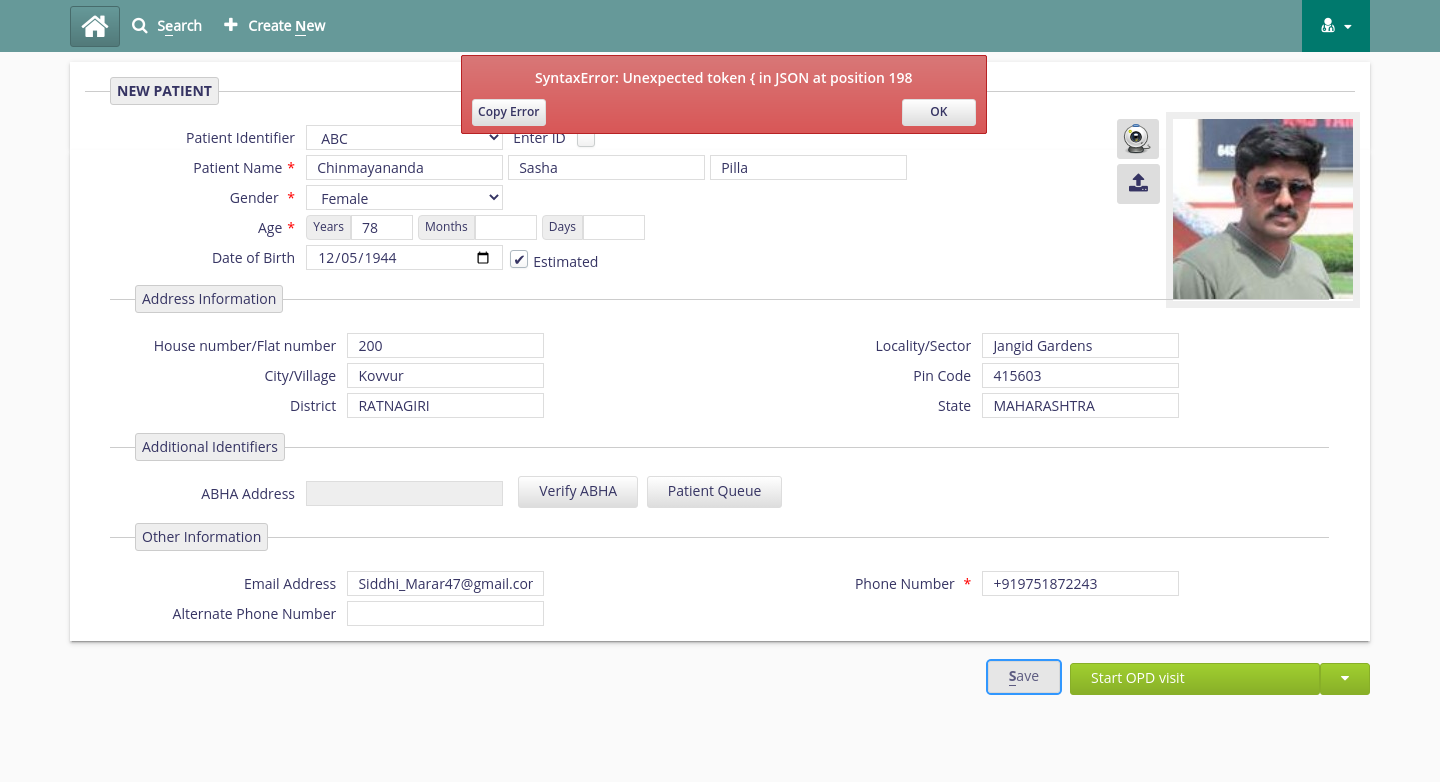 Search Create New
SyntaxError: Unexpected token { in JSON at position 198
Copy Error OK
NEW PATIENT
Patient Identifier ABC Enter ID
Patient Name * Chinmayananda Sasha Pilla
Gender * Female
Age * Years 78 Months Days
Date of Birth 12/05/1944 Estimated
Address Information
House number/Flat number 200 Locality/Sector Jangid Gardens
City/Village Kovvur Pin Code 415603
District RATNAGIRI State MAHARASHTRA
Additional Identifiers
ABHA Address Verify ABHA Patient Queue
Other Information
Email Address Siddhi_Marar47@gmail.cor Phone Number * +919751872243
Alternate Phone Number
Save Start OPD visit